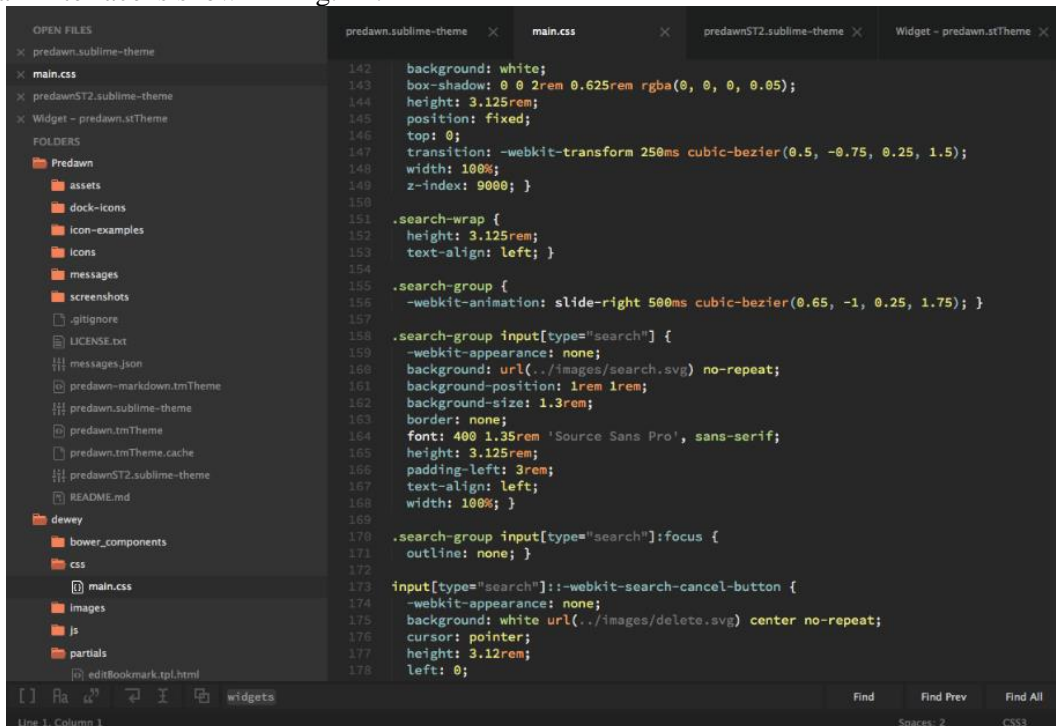 OPEN FILES
predawn.sublime-theme
main.css
predawnST2.sublime-theme
Widget – predawn.stTheme
FOLDERS
Predawn
assets
dock-icons
icon-examples
icons
messages
screenshots
.gitignore
LICENSE.txt
messages.json
predawn-markdown.tmTheme
predawn.sublime-theme
predawn.tmTheme
predawn.tmTheme.cache
predawnST2.sublime-theme
README.md
dewey
bower_components
css
main.css
images
js
partials
editBookmark.tpl.html
predawn.sublime-theme main.css predawnST2.sublime-theme Widget – predawn.stTheme
142 background: white;
143 box-shadow: 0 0 2rem 0.625rem rgba(0, 0, 0, 0.05);
144 height: 3.125rem;
145 position: fixed;
146 top: 0;
147 transition: -webkit-transform 250ms cubic-bezier(0.5, -0.75, 0.25, 1.5);
148 width: 100%;
149 z-index: 9000; }
150
151 .search-wrap {
152 height: 3.125rem;
153 text-align: left; }
154
155 .search-group {
156 -webkit-animation: slide-right 500ms cubic-bezier(0.65, -1, 0.25, 1.75); }
157
158 .search-group input[type="search"] {
159 -webkit-appearance: none;
160 background: url(../images/search.svg) no-repeat;
161 background-position: 1rem 1rem;
162 background-size: 1.3rem;
163 border: none;
164 font: 400 1.35rem 'Source Sans Pro', sans-serif;
165 height: 3.125rem;
166 padding-left: 3rem;
167 text-align: left;
168 width: 100%; }
169
170 .search-group input[type="search"]:focus {
171 outline: none; }
172
173 input[type="search"]::-webkit-search-cancel-button {
174 -webkit-appearance: none;
175 background: white url(../images/delete.svg) center no-repeat;
176 cursor: pointer;
177 height: 3.12rem;
178 left: 0;
widgets Find Find Prev Find All
Line 1, Column 1 Spaces: 2 CSS3